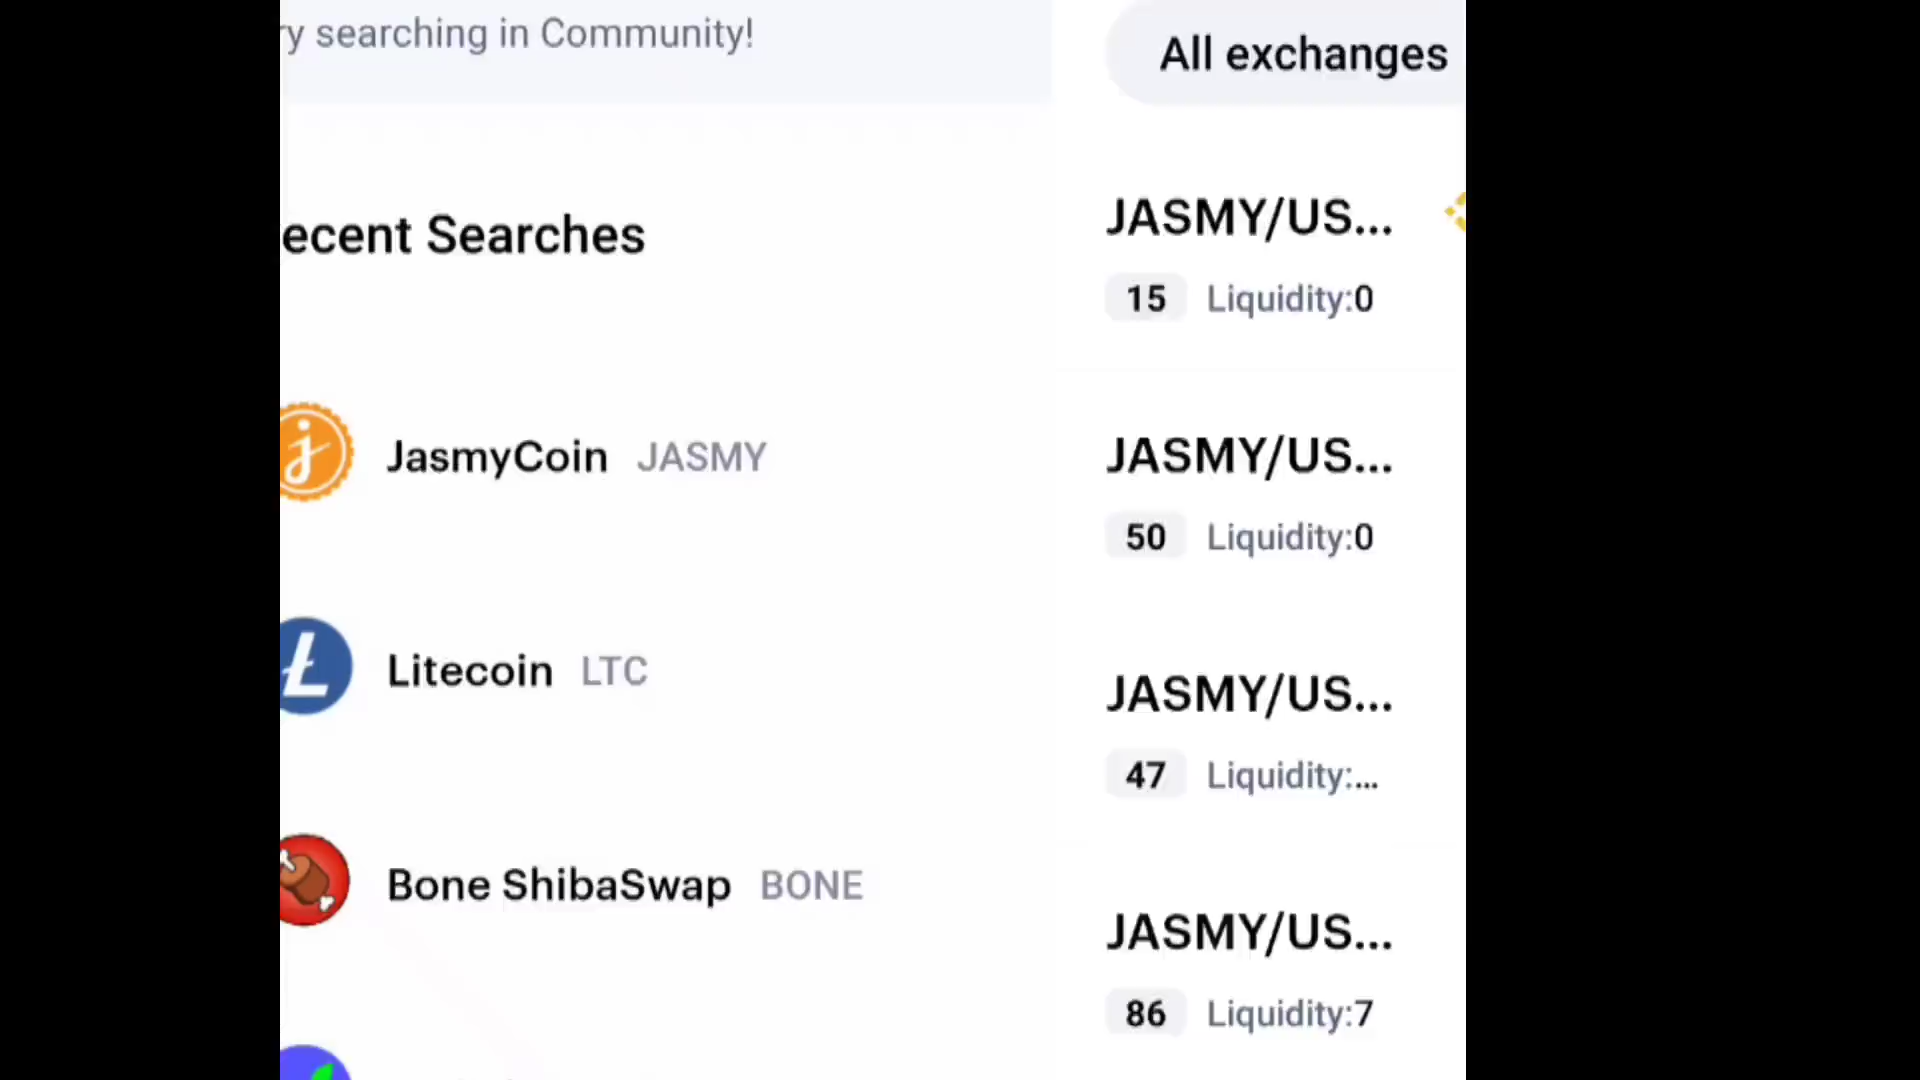 ry searching in Community!
ecent Searches
JasmyCoin JASMY
Litecoin LTC
Bone ShibaSwap BONE
All exchanges
JASMY/US...
15 Liquidity:0
JASMY/US...
50 Liquidity:0
JASMY/US...
47 Liquidity:...
JASMY/US...
86 Liquidity:7